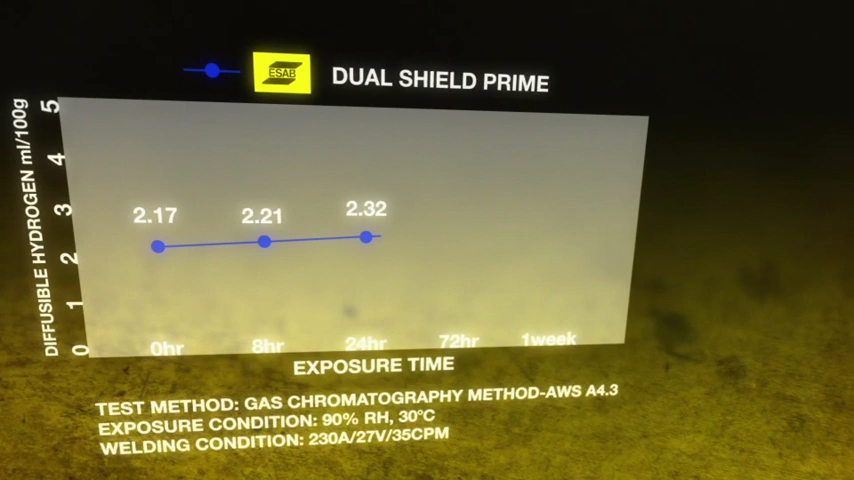 ESAB
DUAL SHIELD PRIME
DIFFUSIBLE HYDROGEN ml/100g
5
4
3
2
1
0
2.17
2.21
2.32
0hr
8hr
24hr
72hr
1week
EXPOSURE TIME
TEST METHOD: GAS CHROMATOGRAPHY METHOD-AWS A4.3
EXPOSURE CONDITION: 90% RH, 30°C
WELDING CONDITION: 230A/27V/35CPM